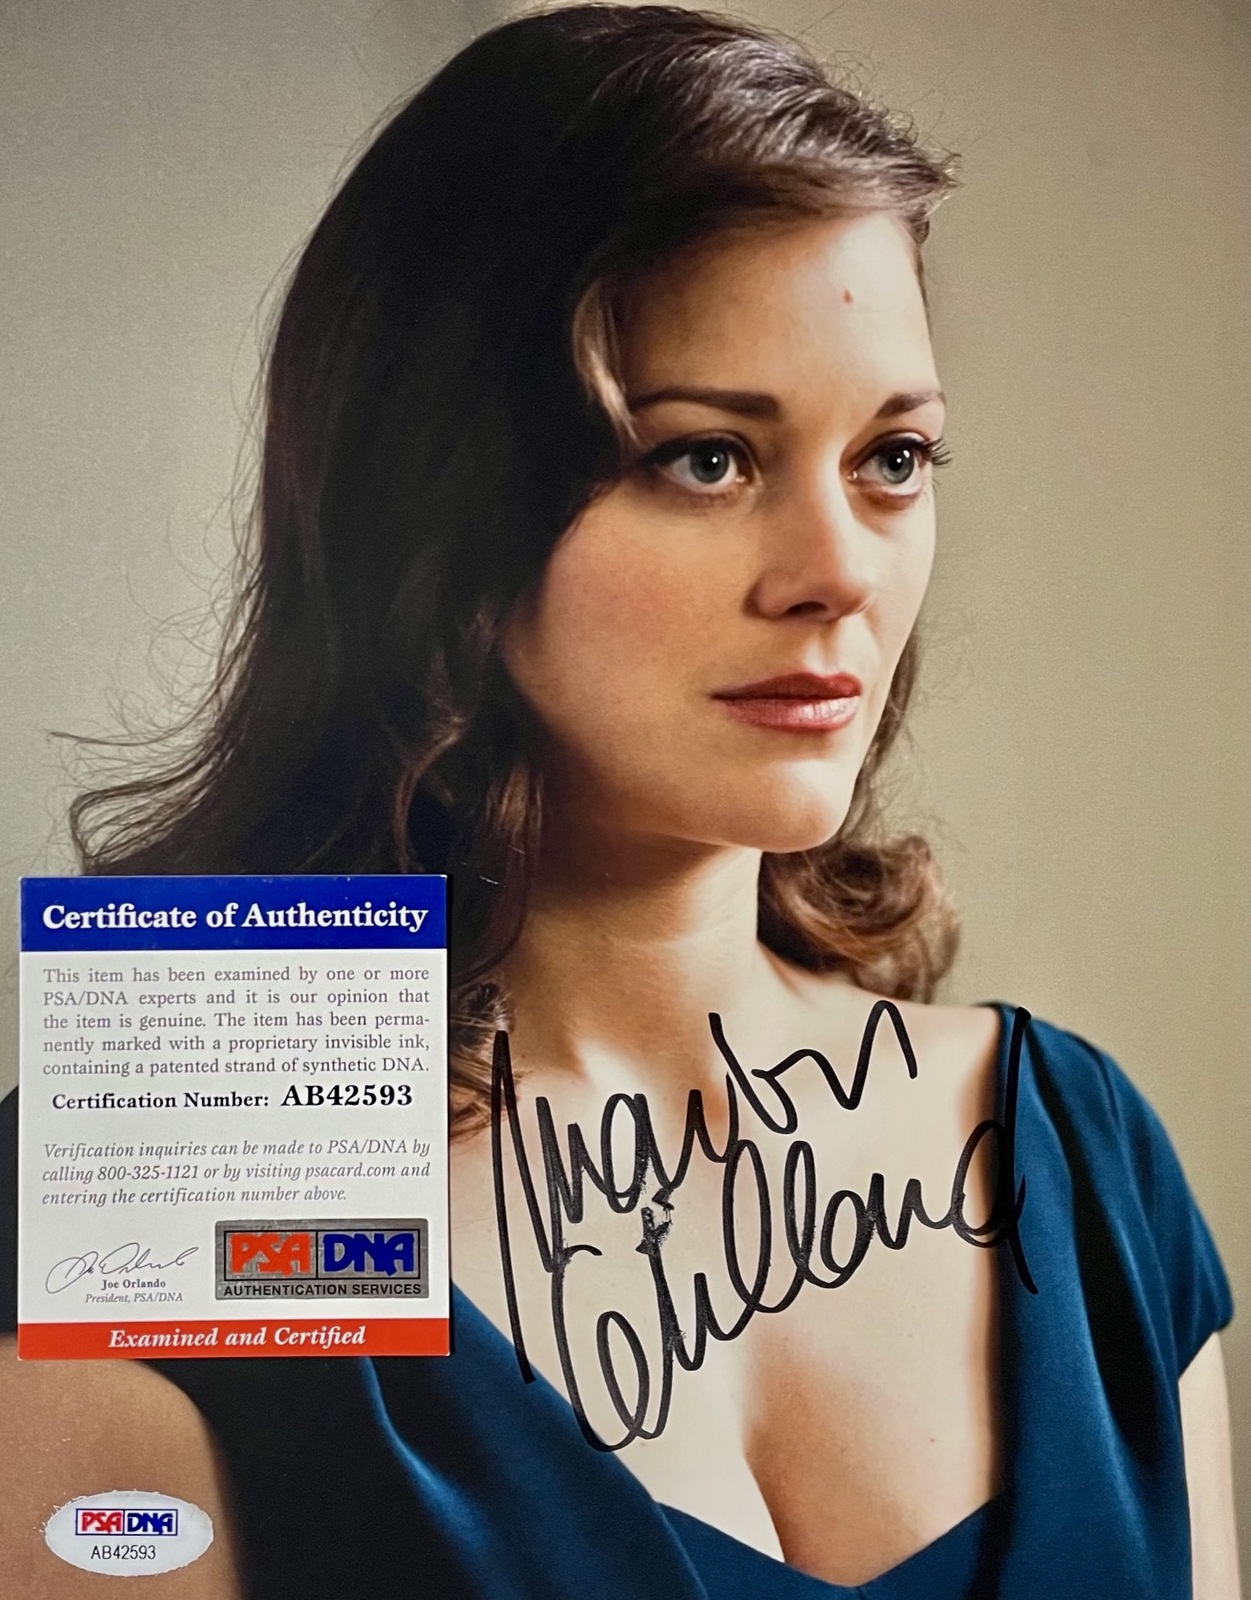 Certificate of Authenticity
This item has been examined by one or more
PSA/DNA experts and it is our opinion that
the item is genuine. The item has been perma-
nently marked with a proprietary invisible ink,
containing a patented strand of synthetic DNA.
Certification Number: AB42593
Verification inquiries can be made to PSA/DNA by
calling 800-325-1121 or by visiting psacard.com and
entering the certification number above.
Joe Orlando
President, PSA/DNA
PSA DNA
AUTHENTICATION SERVICES
Examined and Certified
Marion
Cotillard
PSA DNA
AB42593